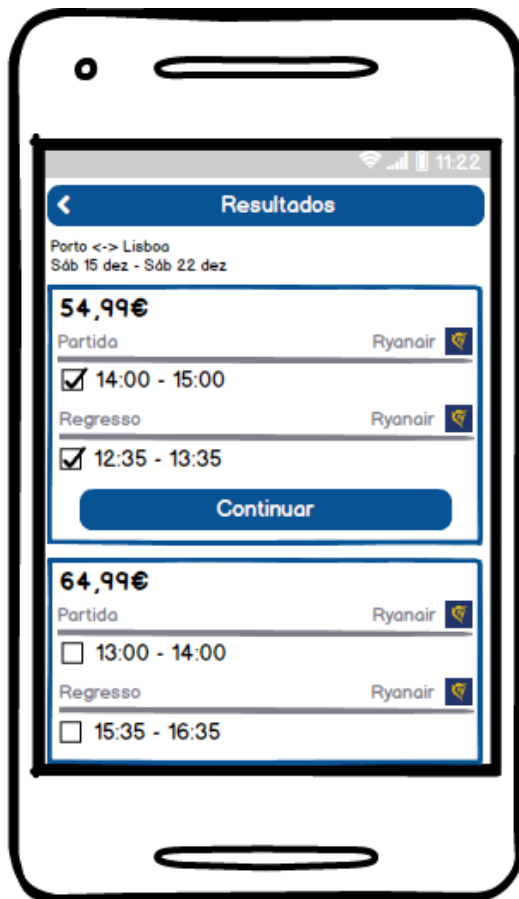 11:22
Resultados
Porto <-> Lisboa
Sáb 15 dez - Sáb 22 dez
54,99€
Partida Ryanair
14:00 - 15:00
Regresso Ryanair
12:35 - 13:35
Continuar
64,99€
Partida Ryanair
13:00 - 14:00
Regresso Ryanair
15:35 - 16:35